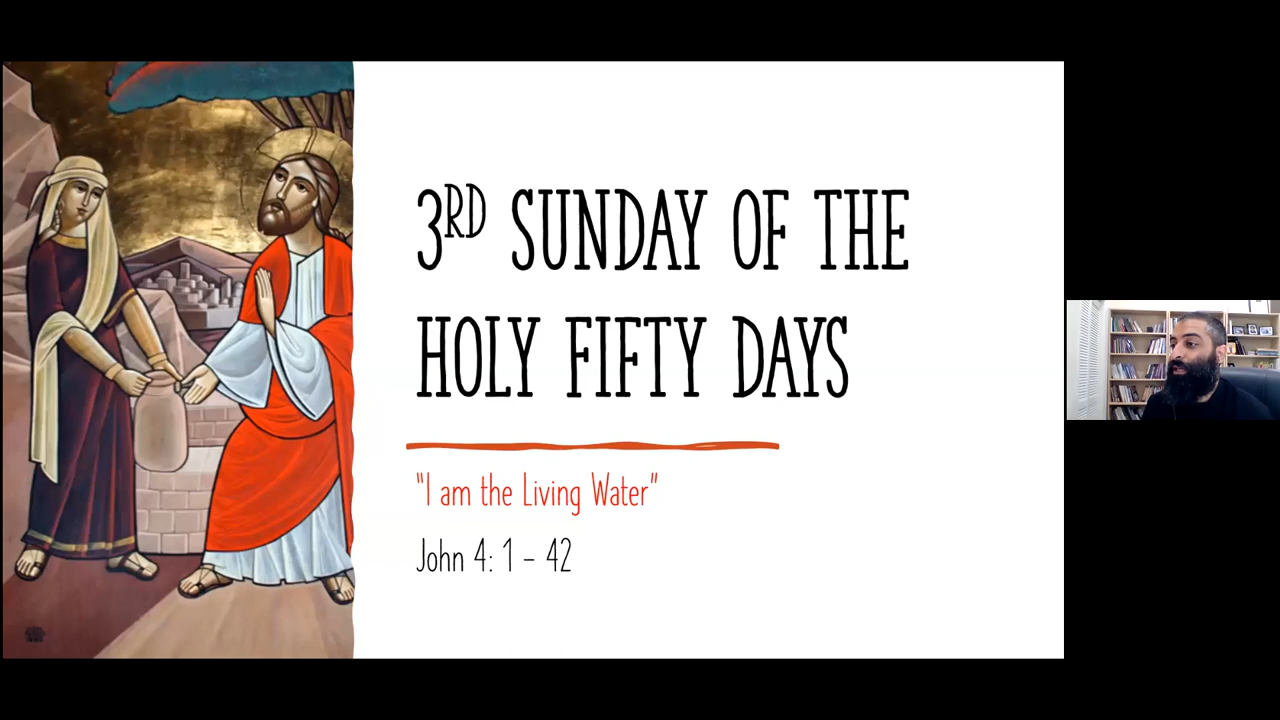 3RD SUNDAY OF THE
HOLY FIFTY DAYS
"I am the Living Water"
John 4: 1 – 42